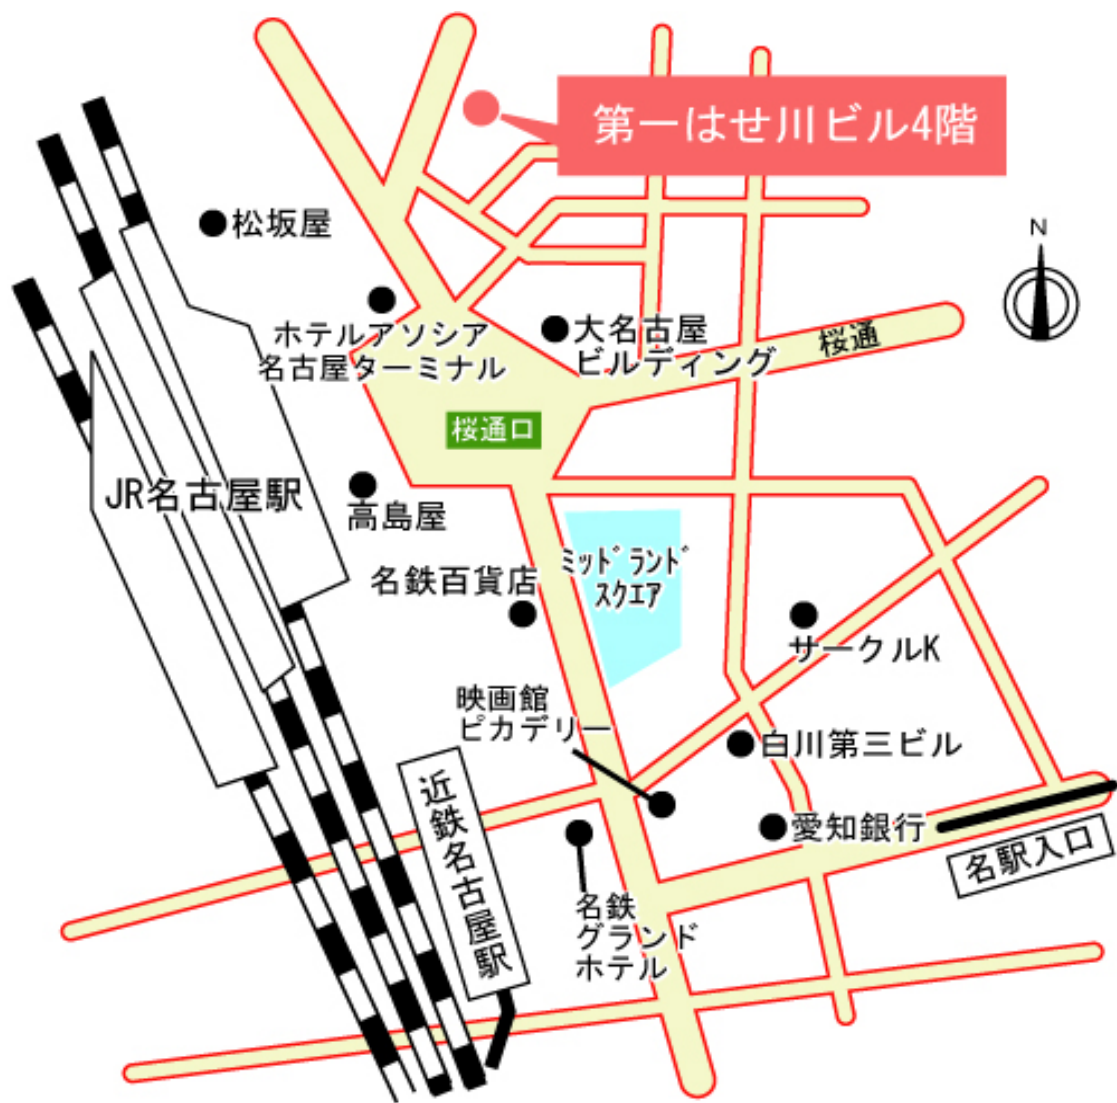 第一はせ川ビル4階
N
松坂屋
ホテルアソシア
名古屋ターミナル
大名古屋
ビルディング
桜通
桜通口
JR名古屋駅
高島屋
ミッドランド
スクエア
名鉄百貨店
サークルK
映画館
ピカデリー
白川第三ビル
近鉄名古屋駅
愛知銀行
名駅入口
名鉄
グランド
ホテル